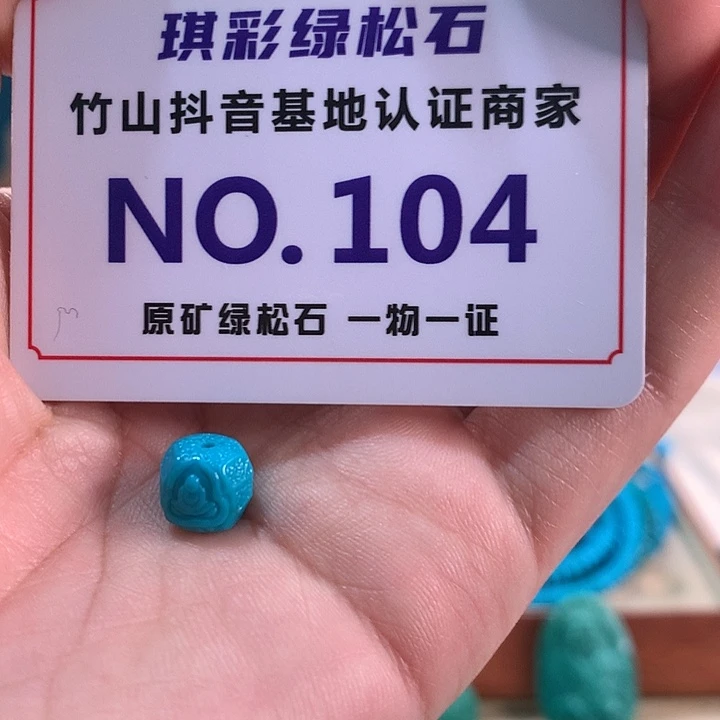 琪彩绿松石
竹山抖音基地认证商家
NO.104
原矿绿松石 一物一证